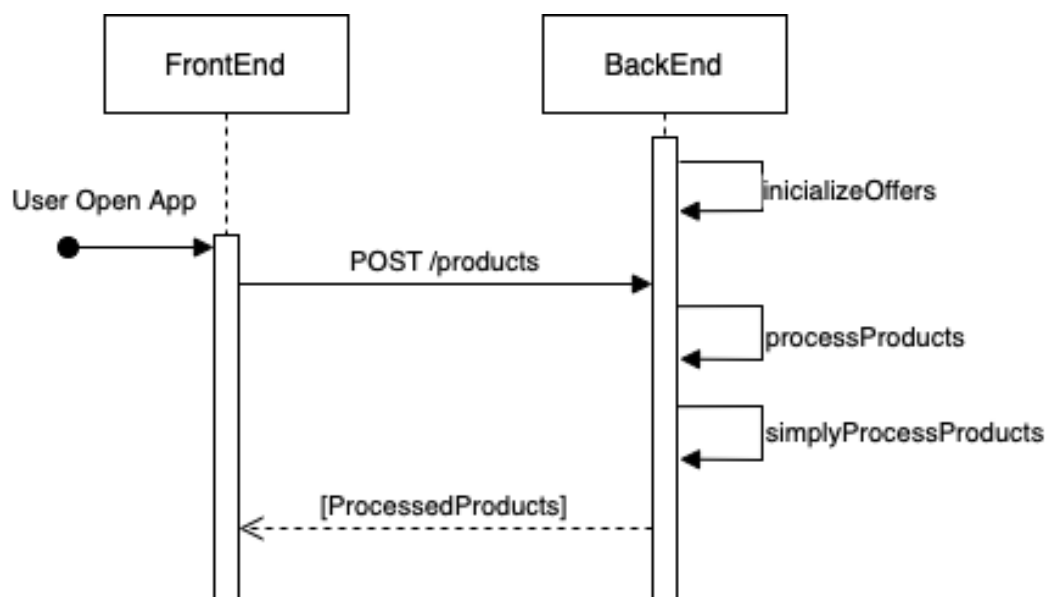 FrontEnd
BackEnd
inicializeOffers
User Open App
POST /products
processProducts
simplyProcessProducts
[ProcessedProducts]